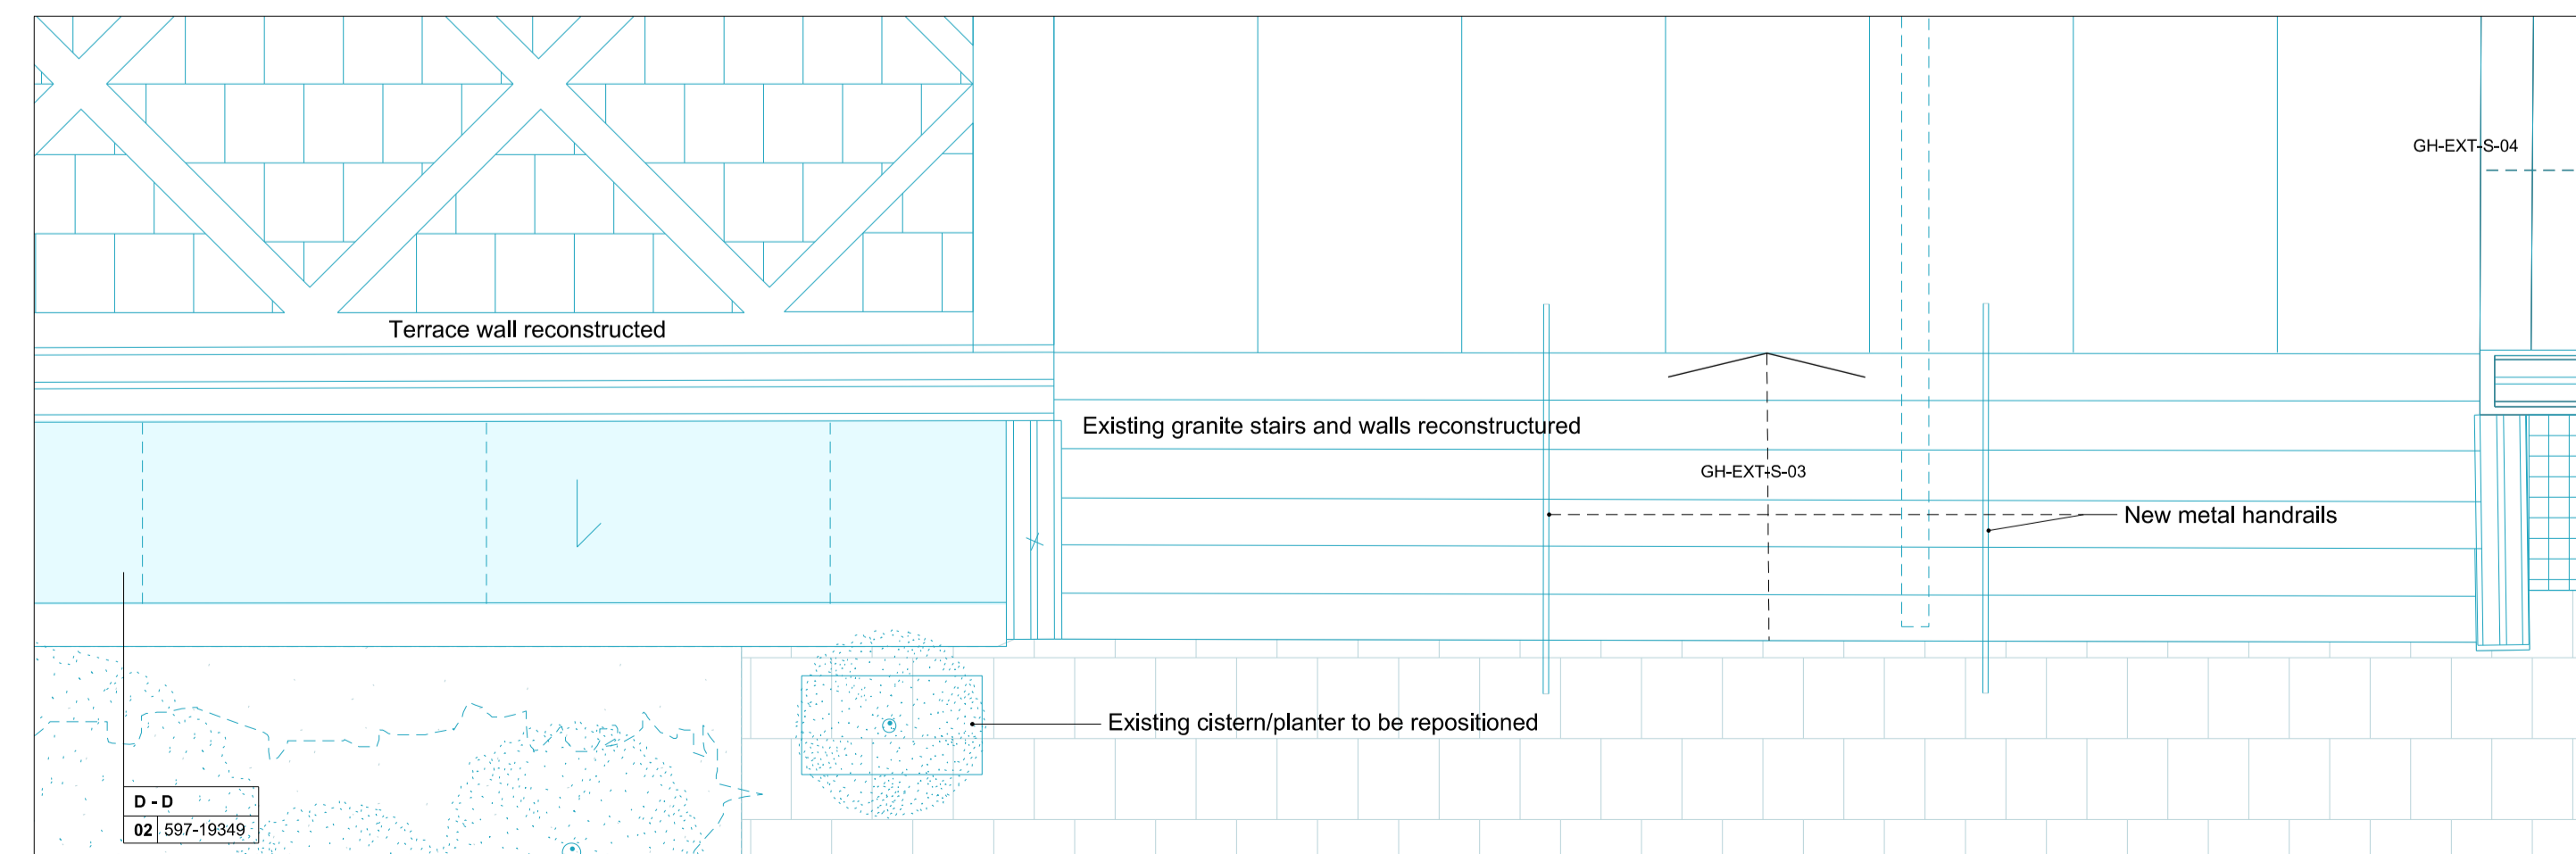 GH-EXT-S-04
Terrace wall reconstructed
Existing granite stairs and walls reconstructured
GH-EXT-S-03
New metal handrails
Existing cistern/planter to be repositioned
D - D
02 597-19349